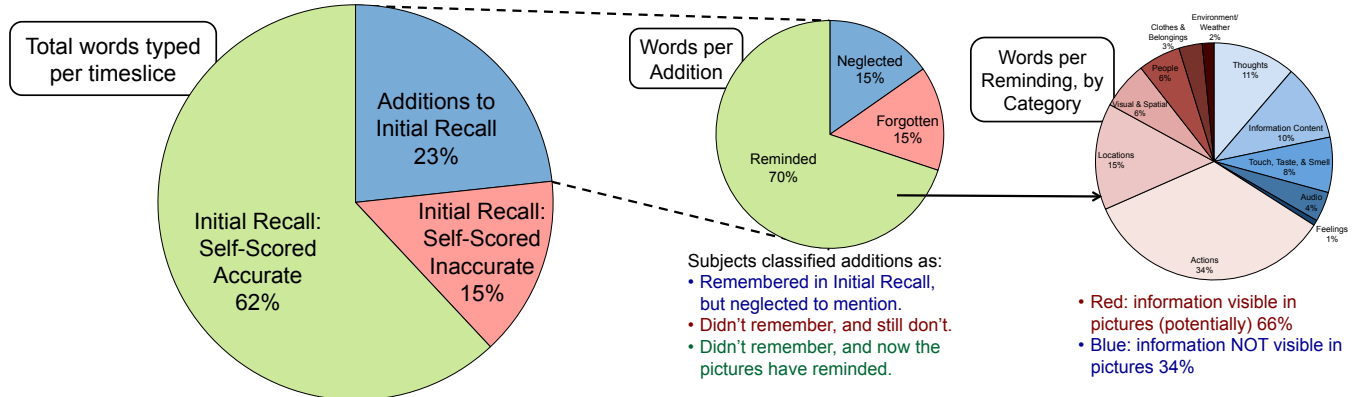 Total words typed
per timeslice
Additions to
Initial Recall
23%
Initial Recall:
Self-Scored
Inaccurate
15%
Initial Recall:
Self-Scored
Accurate
62%
Words per
Addition
Neglected
15%
Forgotten
15%
Reminded
70%
Subjects classified additions as:
• Remembered in Initial Recall,
but neglected to mention.
• Didn't remember, and still don't.
• Didn't remember, and now the
pictures have reminded.
Words per
Reminding, by
Category
Thoughts
11%
Information Content
10%
Touch, Taste, & Smell
8%
Audio
4%
Feelings
1%
Actions
34%
Locations
15%
Visual & Spatial
6%
People
6%
Clothes &
Belongings
3%
Environment/
Weather
2%
• Red: information visible in
pictures (potentially) 66%
• Blue: information NOT visible in
pictures 34%